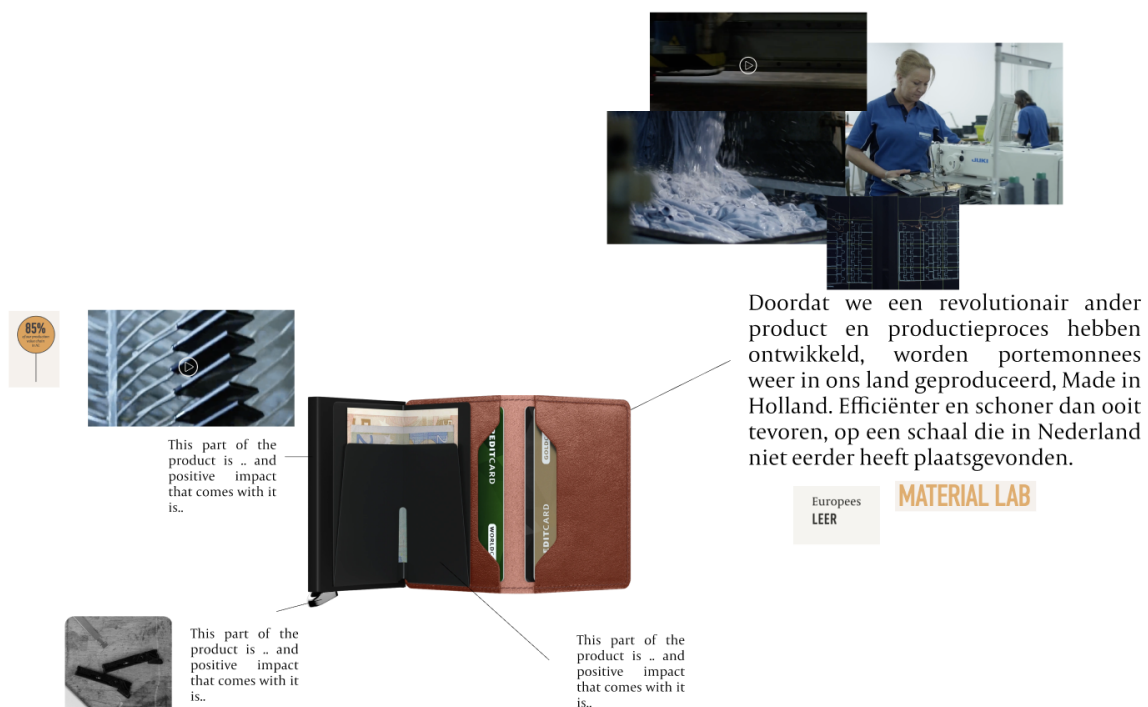 Doordat we een revolutionair ander
product en productieproces hebben
ontwikkeld, worden portemonnees
weer in ons land geproduceerd, Made in
Holland. Efficiënter en schoner dan ooit
tevoren, op een schaal die in Nederland
niet eerder heeft plaatsgevonden.
Europees
LEER
MATERIAL LAB
85%
This part of the
product is .. and
positive impact
that comes with it
is..
EDITCARD
WORLD
EDITCARD
This part of the
product is .. and
positive impact
that comes with it
is..
This part of the
product is .. and
positive impact
that comes with it
is..
JUKI